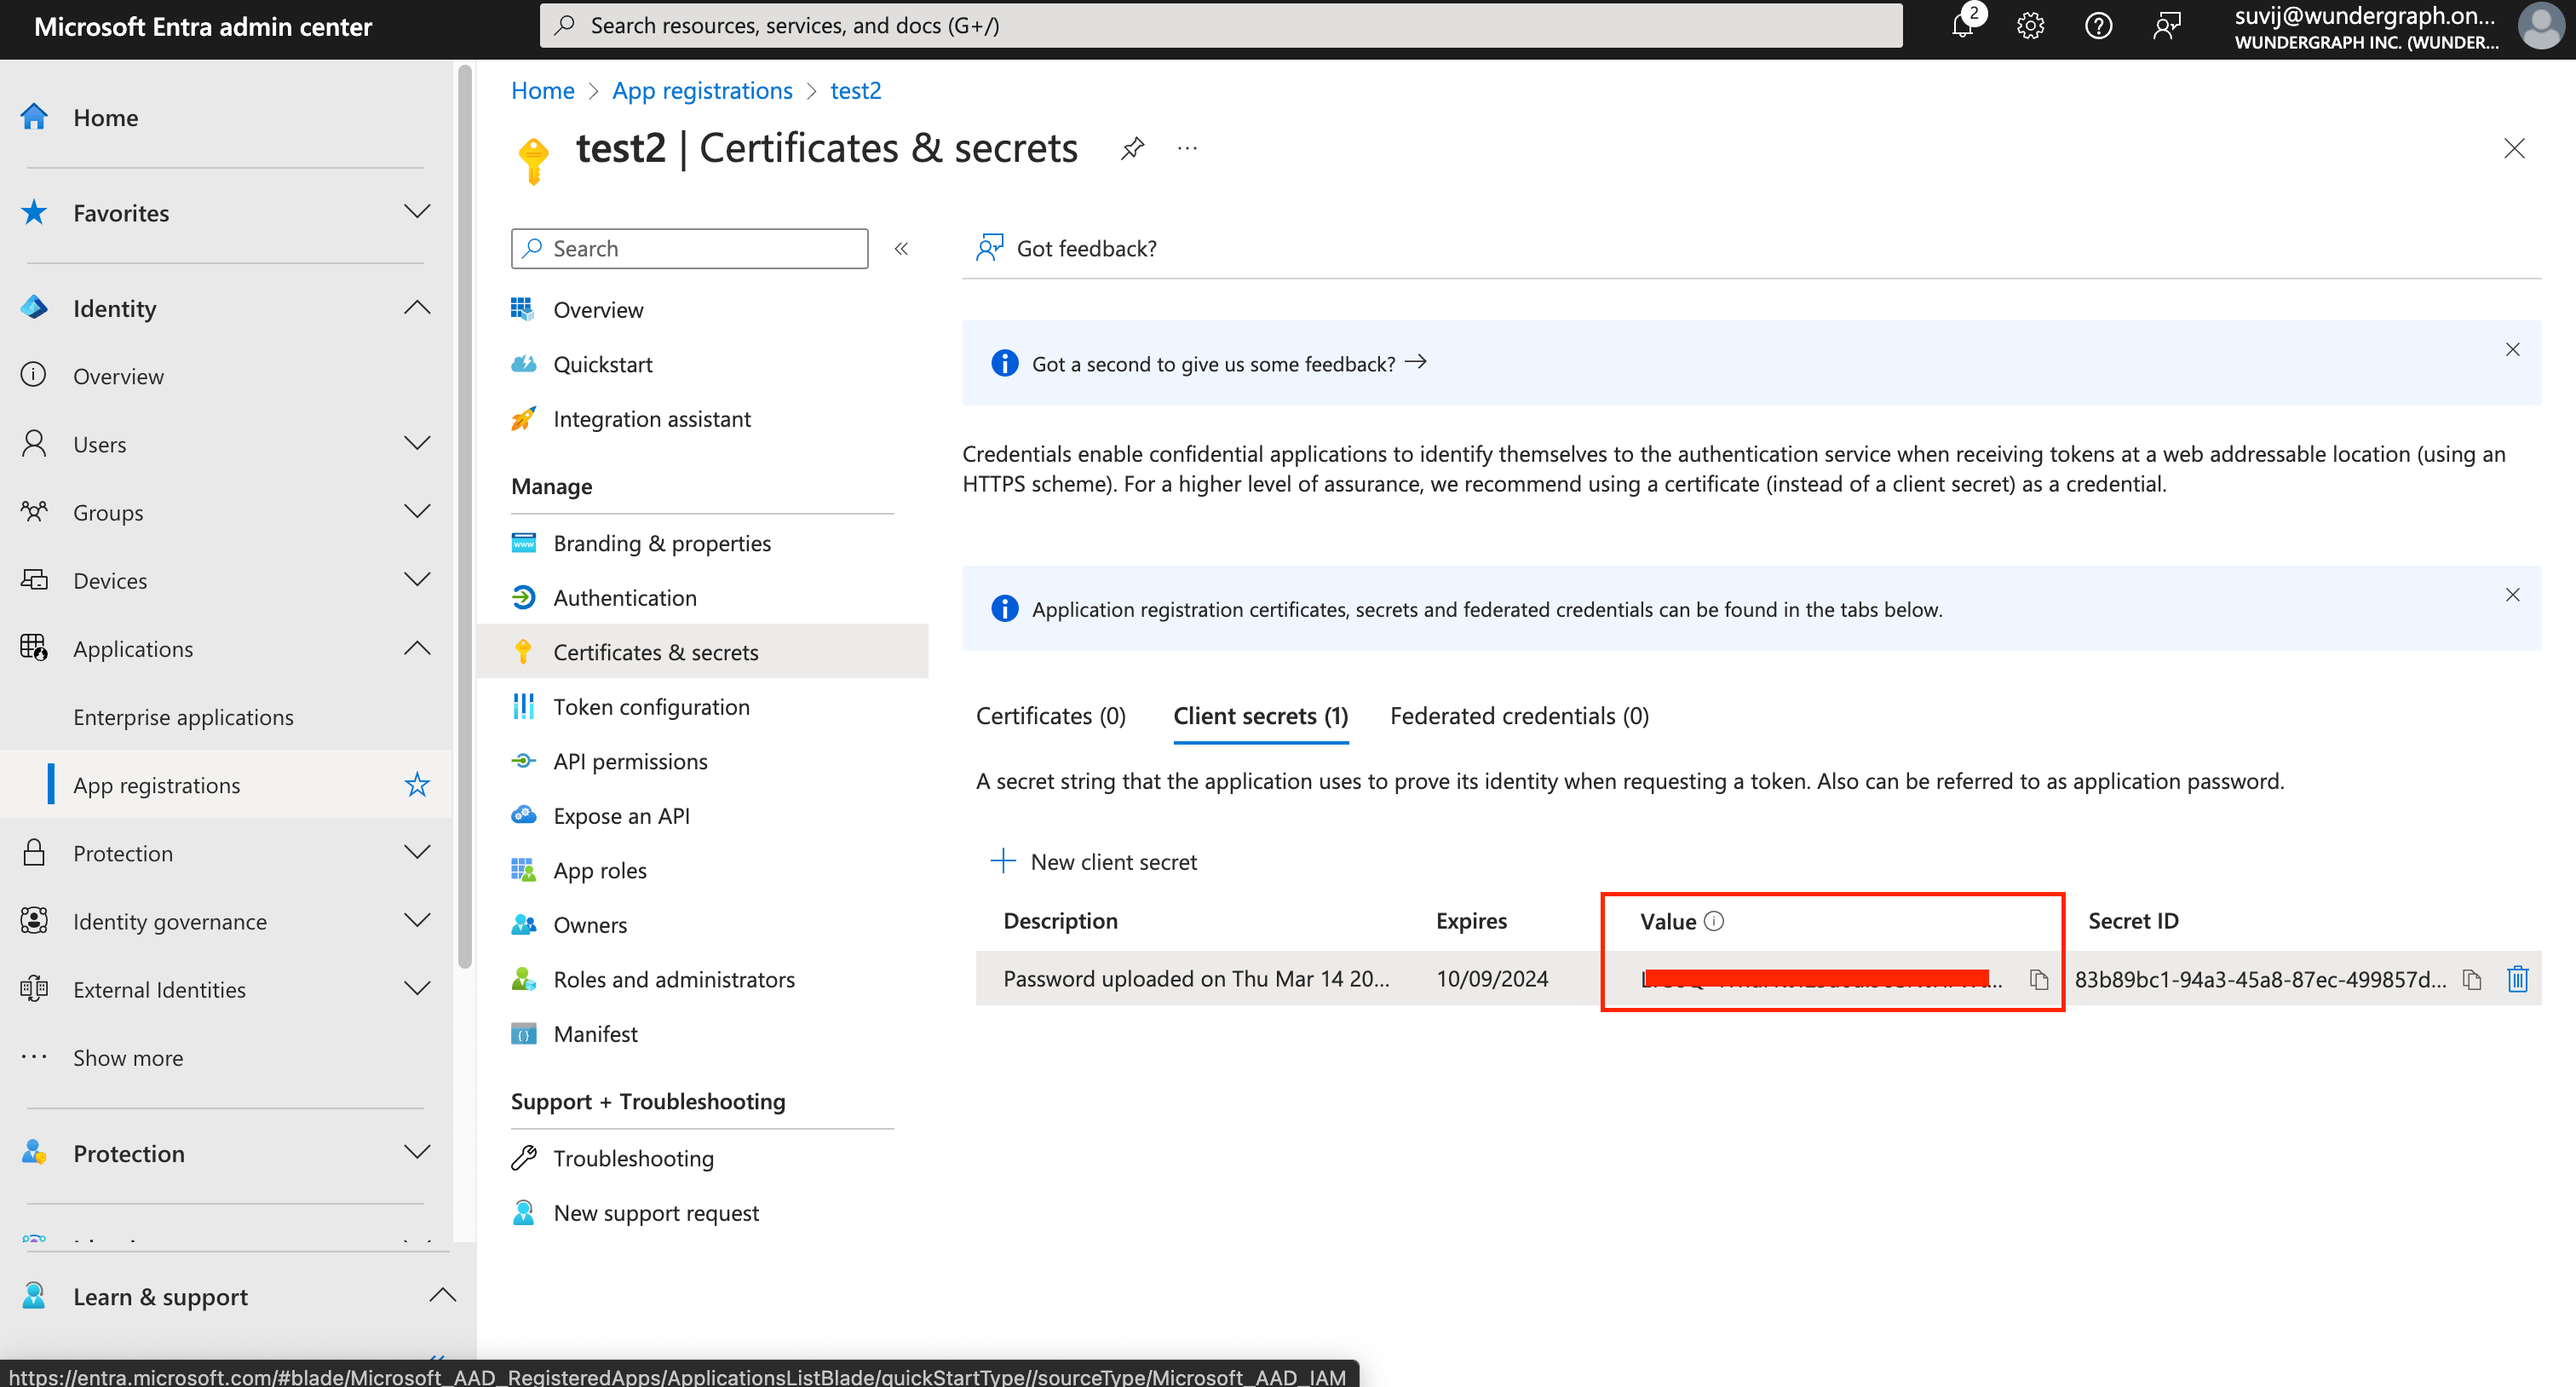 Microsoft Entra admin center
Search resources, services, and docs (G+/)
2
suvij@wundergraph.on...
WUNDERGRAPH INC. (WUNDER...
Home
Favorites
Identity
Overview
Users
Groups
Devices
Applications
Enterprise applications
App registrations
Protection
Identity governance
External Identities
Show more
Protection
Learn & support
Home > App registrations > test2
test2 | Certificates & secrets
Search
Overview
Quickstart
Integration assistant
Manage
Branding & properties
Authentication
Certificates & secrets
Token configuration
API permissions
Expose an API
App roles
Owners
Roles and administrators
Manifest
Support + Troubleshooting
Troubleshooting
New support request
Got feedback?
Got a second to give us some feedback?
Credentials enable confidential applications to identify themselves to the authentication service when receiving tokens at a web addressable location (using an
HTTPS scheme). For a higher level of assurance, we recommend using a certificate (instead of a client secret) as a credential.
Application registration certificates, secrets and federated credentials can be found in the tabs below.
Certificates (0) Client secrets (1) Federated credentials (0)
A secret string that the application uses to prove its identity when requesting a token. Also can be referred to as application password.
New client secret
Description Expires Value Secret ID
Password uploaded on Thu Mar 14 20... 10/09/2024 83b89bc1-94a3-45a8-87ec-499857d...
https://entra.microsoft.com/#blade/Microsoft_AAD_RegisteredApps/ApplicationsListBlade/quickStartType//sourceType/Microsoft_AAD_IAM